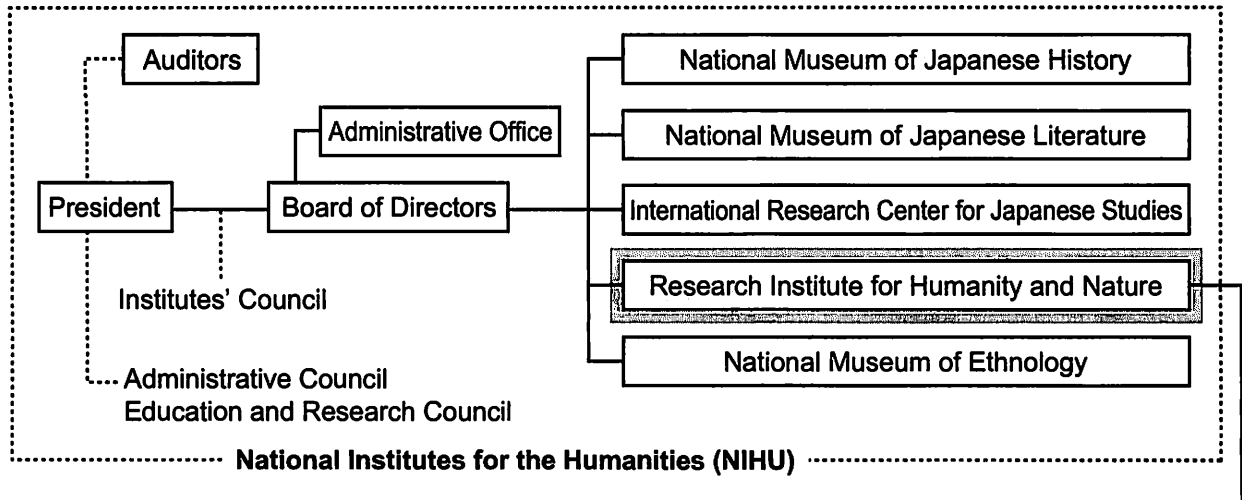 Auditors
Administrative Office
President
Board of Directors
Institutes’ Council
Administrative Council
Education and Research Council
National Museum of Japanese History
National Museum of Japanese Literature
International Research Center for Japanese Studies
Research Institute for Humanity and Nature
National Museum of Ethnology
National Institutes for the Humanities (NIHU)